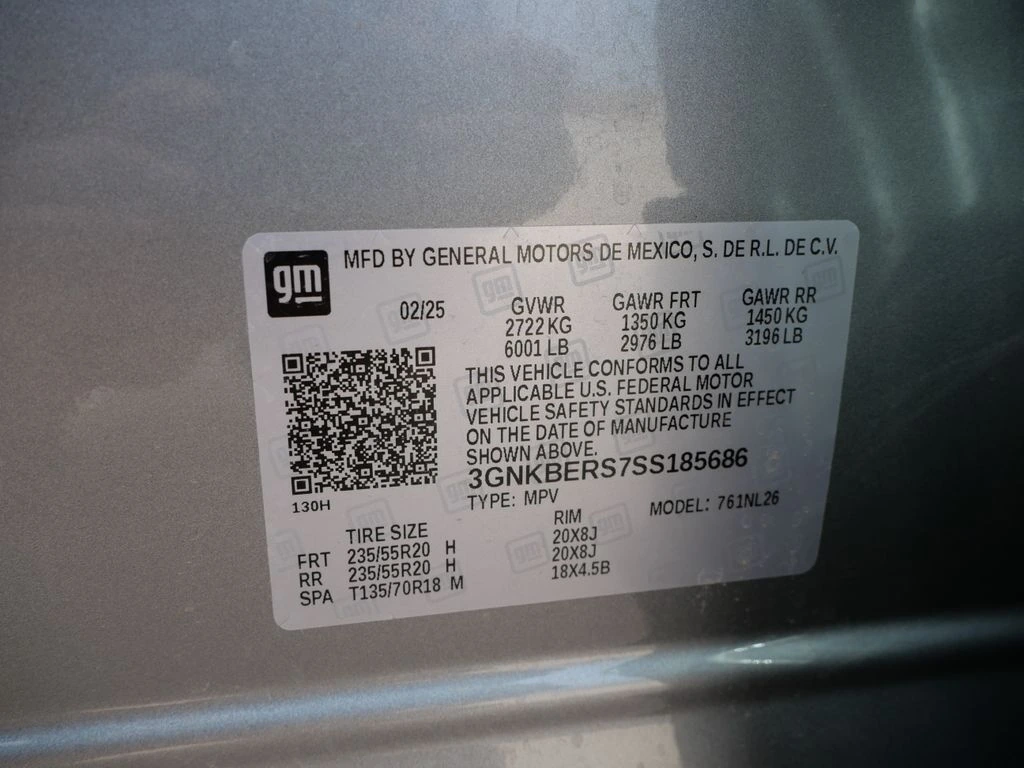 gm
MFD BY GENERAL MOTORS DE MEXICO, S. DE R.L. DE C.V.
02/25
GVWR GAWR FRT GAWR RR
2722 KG 1350 KG 1450 KG
6001 LB 2976 LB 3196 LB
THIS VEHICLE CONFORMS TO ALL
APPLICABLE U.S. FEDERAL MOTOR
VEHICLE SAFETY STANDARDS IN EFFECT
ON THE DATE OF MANUFACTURE
SHOWN ABOVE.
3GNKBERS7SS185686
130H
TYPE: MPV MODEL: 761NL26
TIRE SIZE RIM
FRT 235/55R20 H 20X8J
RR 235/55R20 H 20X8J
SPA T135/70R18 M 18X4.5B